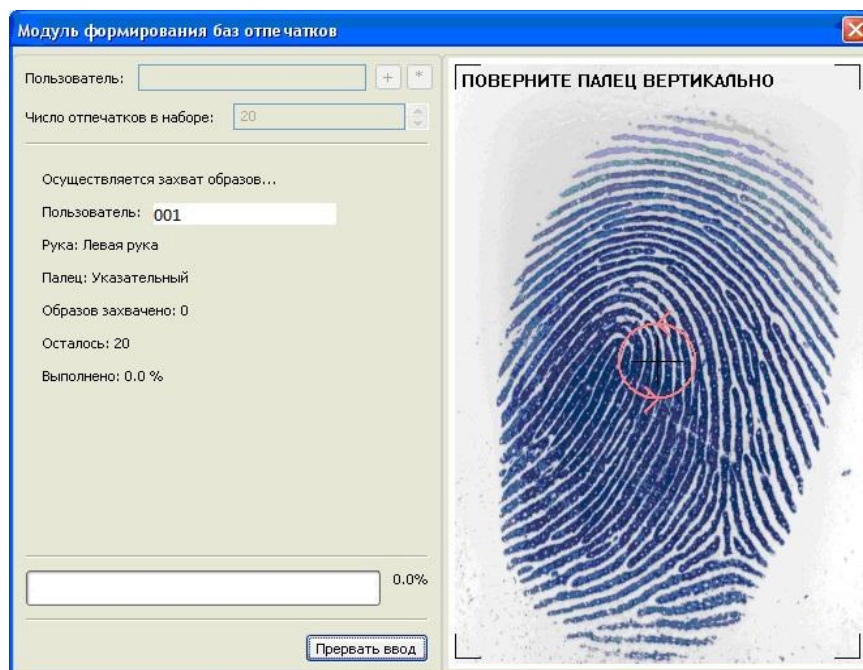 Модуль формирования баз отпечатков
Пользователь:
+ *
Число отпечатков в наборе: 20
Осуществляется захват образов...
Пользователь: 001
Рука: Левая рука
Палец: Указательный
Образов захвачено: 0
Осталось: 20
Выполнено: 0.0 %
0.0%
Прервать ввод
ПОВЕРНИТЕ ПАЛЕЦ ВЕРТИКАЛЬНО